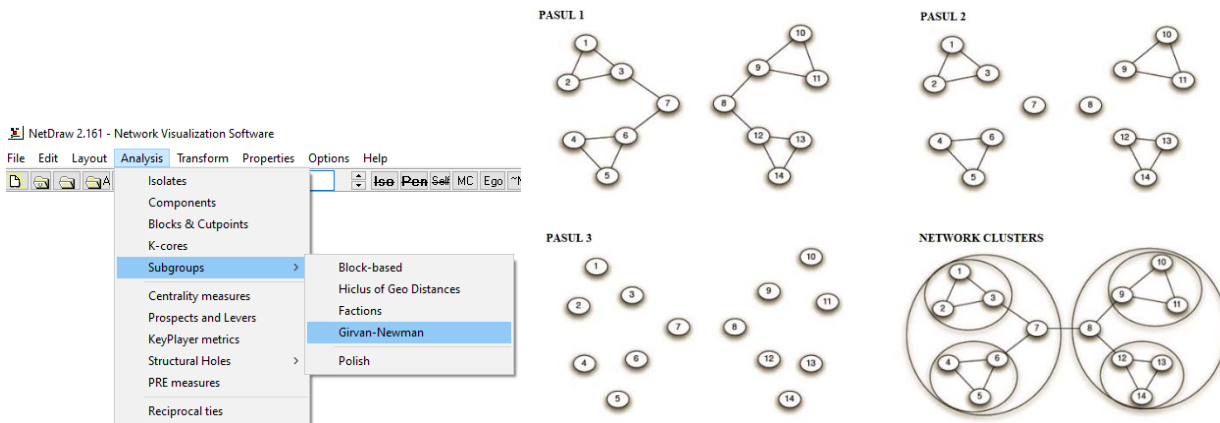 NetDraw 2.161 - Network Visualization Software
File Edit Layout Analysis Transform Properties Options Help
A
Iso Pen Self MC Ego
Isolates
Components
Blocks & Cutpoints
K-cores
Subgroups >
Centrality measures
Prospects and Levers
KeyPlayer metrics
Structural Holes >
PRE measures
Reciprocal ties
Block-based
Hiclus of Geo Distances
Factions
Girvan-Newman
Polish
PASUL 1
1
2
3
7
4
6
5
10
9
11
8
12
13
14
PASUL 2
1
2
3
7
4
6
5
10
9
11
8
12
13
14
PASUL 3
1
2
3
7
4
6
5
10
9
11
8
12
13
14
NETWORK CLUSTERS
1
2
3
7
4
6
5
10
9
11
8
12
13
14